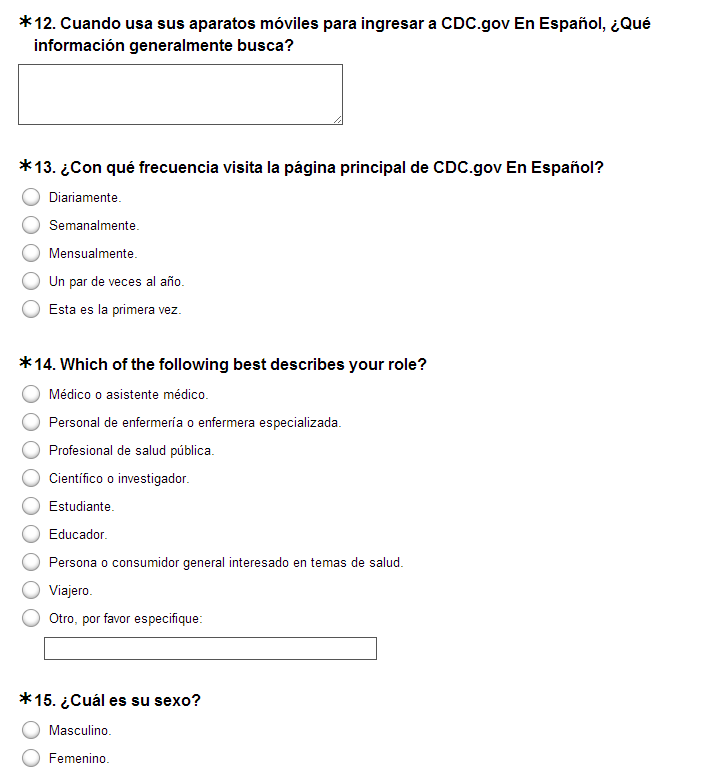 *12. Cuando usa sus aparatos móviles para ingresar a CDC.gov En Español, ¿Qué
información generalmente busca?
*13. ¿Con qué frecuencia visita la página principal de CDC.gov En Español?
Diariamente.
Semanalmente.
Mensualmente.
Un par de veces al año.
Esta es la primera vez.
*14. Which of the following best describes your role?
Médico o asistente médico.
Personal de enfermería o enfermera especializada.
Profesional de salud pública.
Científico o investigador.
Estudiante.
Educador.
Persona o consumidor general interesado en temas de salud.
Viajero.
Otro, por favor especifique:
*15. ¿Cuál es su sexo?
Masculino.
Femenino.